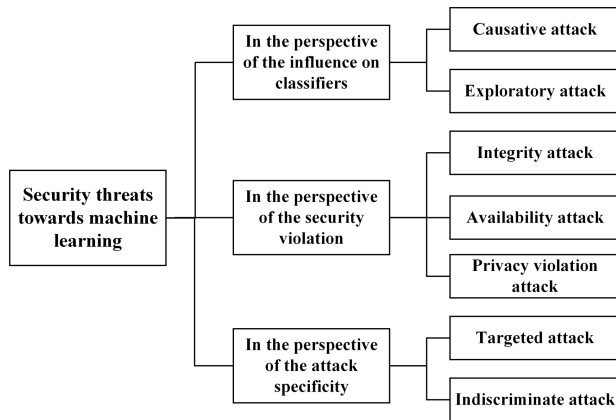 Security threats
towards machine
learning
In the perspective
of the influence on
classifiers
Causative attack
Exploratory attack
In the perspective
of the security
violation
Integrity attack
Availability attack
Privacy violation
attack
In the perspective
of the attack
specificity
Targeted attack
Indiscriminate attack